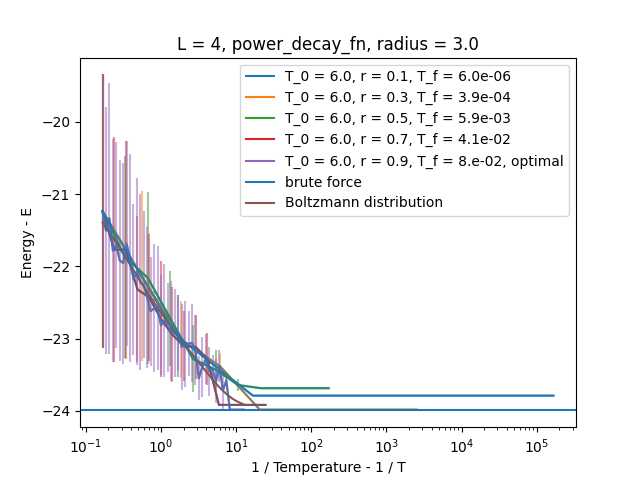 L = 4, power_decay_fn, radius = 3.0
T_0 = 6.0, r = 0.1, T_f = 6.0e-06
T_0 = 6.0, r = 0.3, T_f = 3.9e-04
T_0 = 6.0, r = 0.5, T_f = 5.9e-03
T_0 = 6.0, r = 0.7, T_f = 4.1e-02
T_0 = 6.0, r = 0.9, T_f = 8.e-02, optimal
brute force
Boltzmann distribution
Energy - E
−20
−21
−22
−23
−24
10⁻¹ 10⁰ 10¹ 10² 10³ 10⁴ 10⁵
1 / Temperature - 1 / T